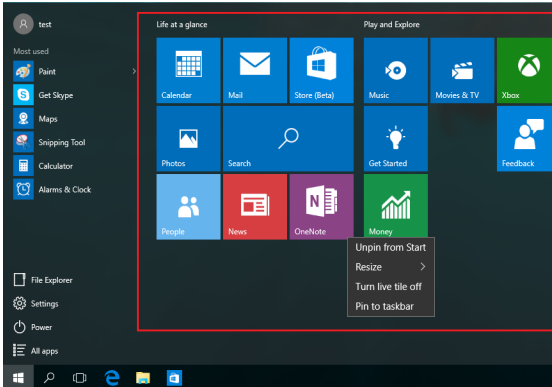 test
Most used
Paint
Get Skype
Maps
Snipping Tool
Calculator
Alarms & Clock
File Explorer
Settings
Power
All apps
Life at a glance
Calendar
Mail
Store (Beta)
Photos
Search
People
News
OneNote
Play and Explore
Music
Movies & TV
Xbox
Get Started
Feedback
Money
Unpin from Start
Resize
Turn live tile off
Pin to taskbar